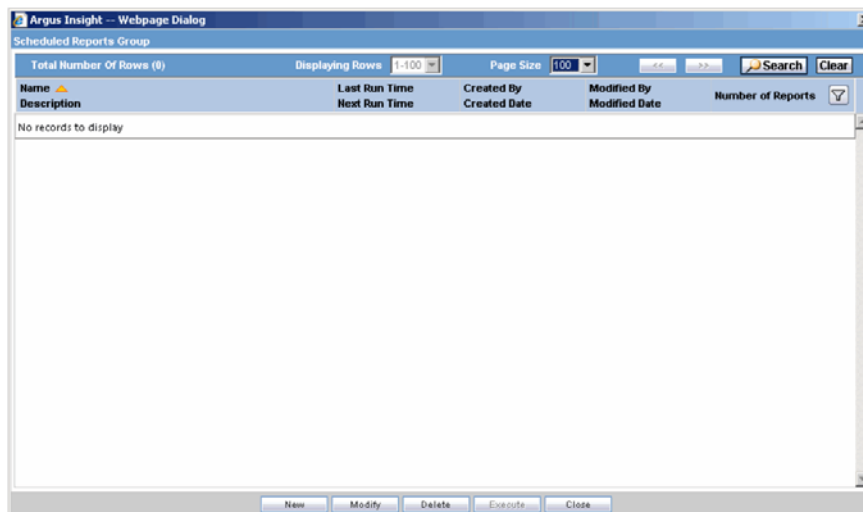 Argus Insight -- Webpage Dialog
Scheduled Reports Group
Total Number Of Rows (0) Displaying Rows 1-100 Page Size 100 << >> Search Clear
Name Last Run Time Created By Modified By Number of Reports
Description Next Run Time Created Date Modified Date
No records to display
New Modify Delete Execute Close